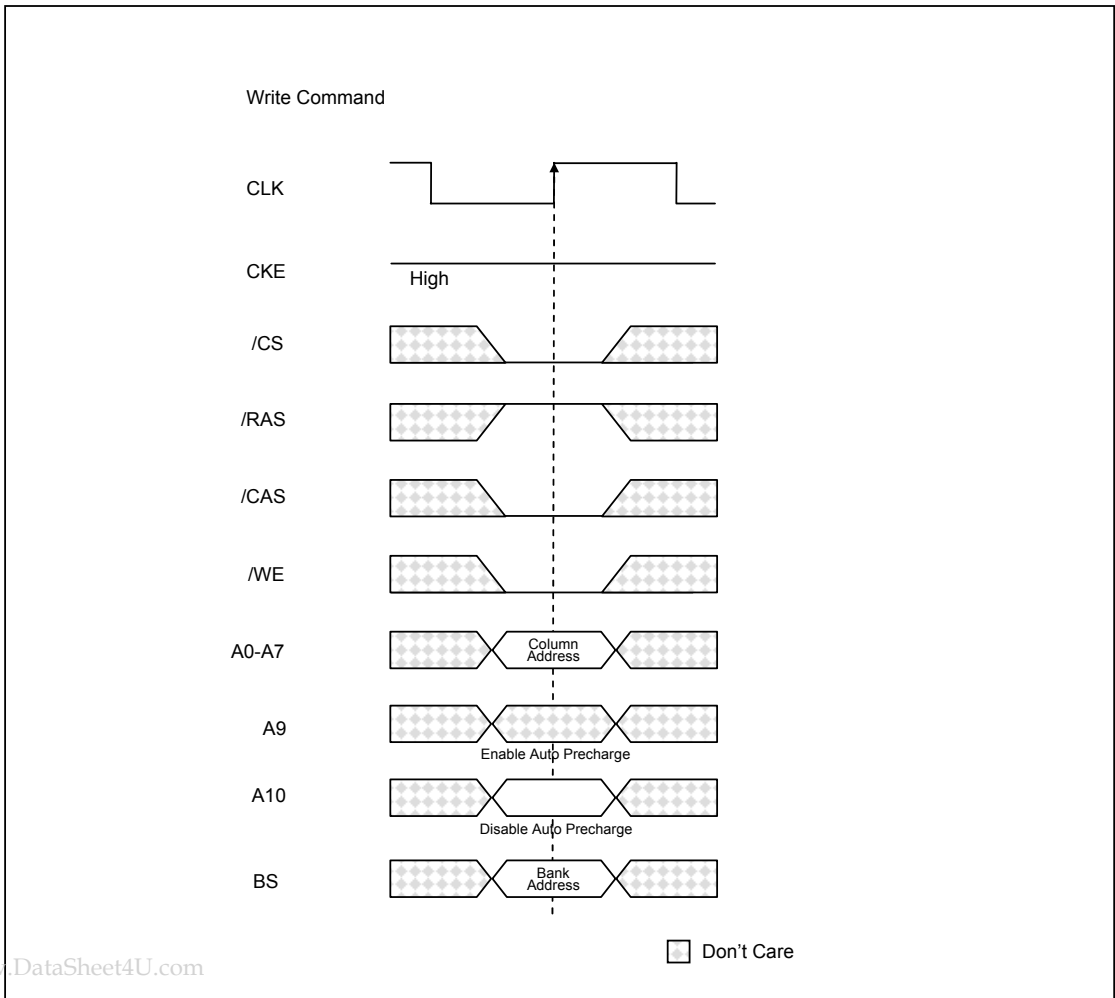 Write Command
CLK
CKE
High
/CS
/RAS
/CAS
/WE
A0-A7
Column
Address
A9
Enable Auto Precharge
A10
Disable Auto Precharge
BS
Bank
Address
Don't Care
.DataSheet4U.com